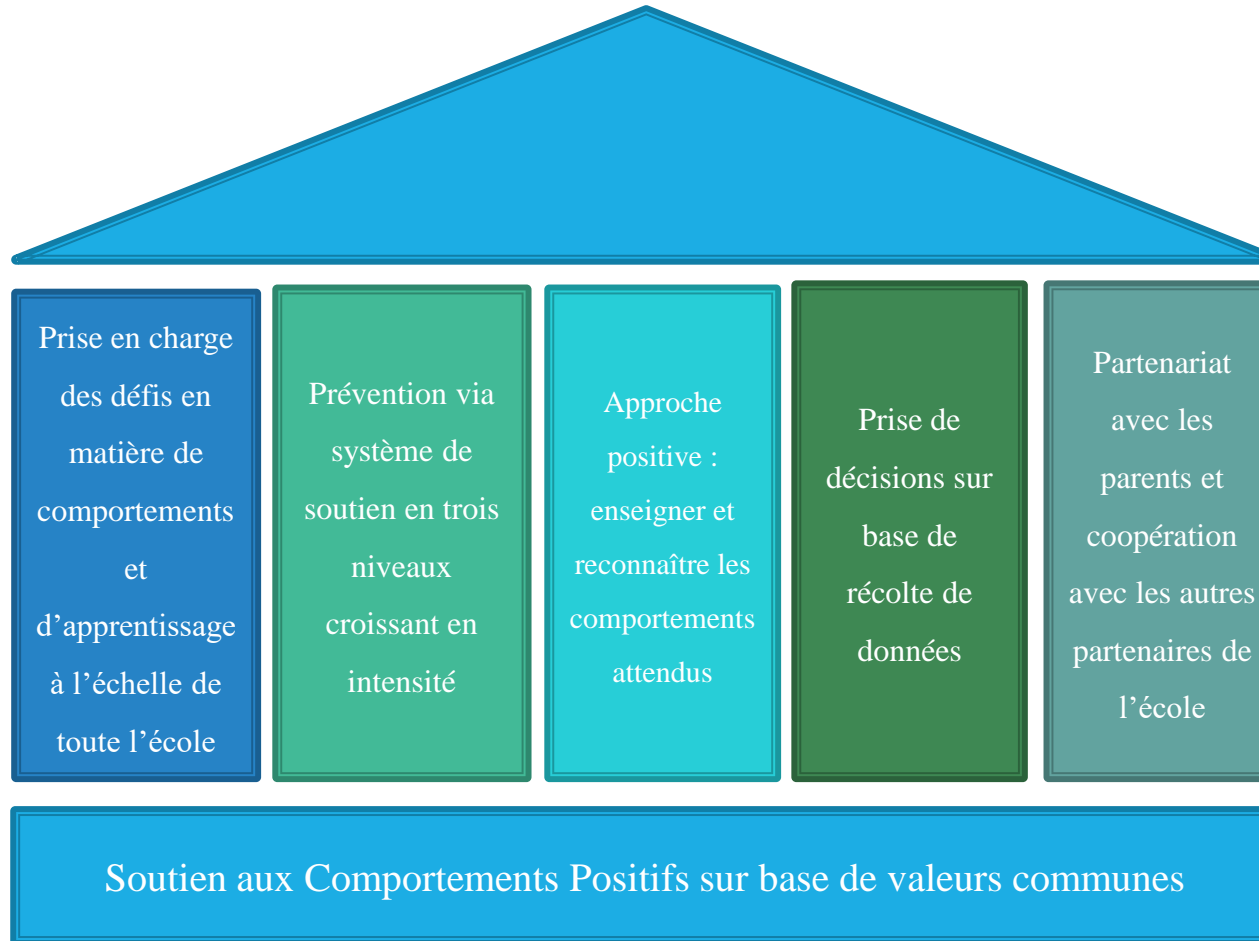 Prise en charge
des défis en
matière de
comportements
et
d’apprentissage
à l’échelle de
toute l’école
Prévention via
système de
soutien en trois
niveaux
croissant en
intensité
Approche
positive :
enseigner et
reconnaître les
comportements
attendus
Prise de
décisions sur
base de
récolte de
données
Partenariat
avec les
parents et
coopération
avec les autres
partenaires de
l’école
Soutien aux Comportements Positifs sur base de valeurs communes